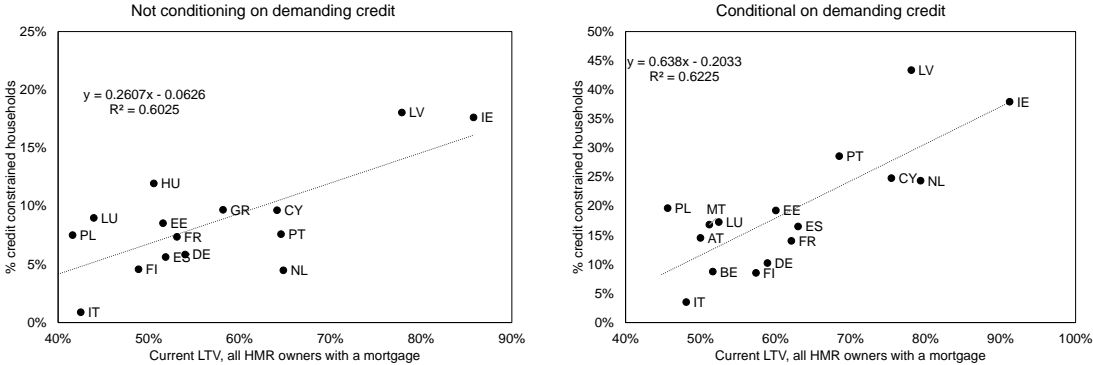 Not conditioning on demanding credit
25%
20%
15%
10%
5%
0%
% credit constrained households
y = 0.2607x - 0.0626
R² = 0.6025
LV
IE
HU
LU
PL
EE
FR
ES
DE
FI
IT
GR
CY
PT
NL
40%
50%
60%
70%
80%
90%
Current LTV, all HMR owners with a mortgage
Conditional on demanding credit
50%
45%
40%
35%
30%
25%
20%
15%
10%
5%
0%
% credit constrained households
y = 0.638x - 0.2033
R² = 0.6225
LV
IE
PT
CY
NL
PL
MT
LU
AT
EE
ES
FR
BE
DE
FI
IT
40%
50%
60%
70%
80%
90%
100%
Current LTV, all HMR owners with a mortgage